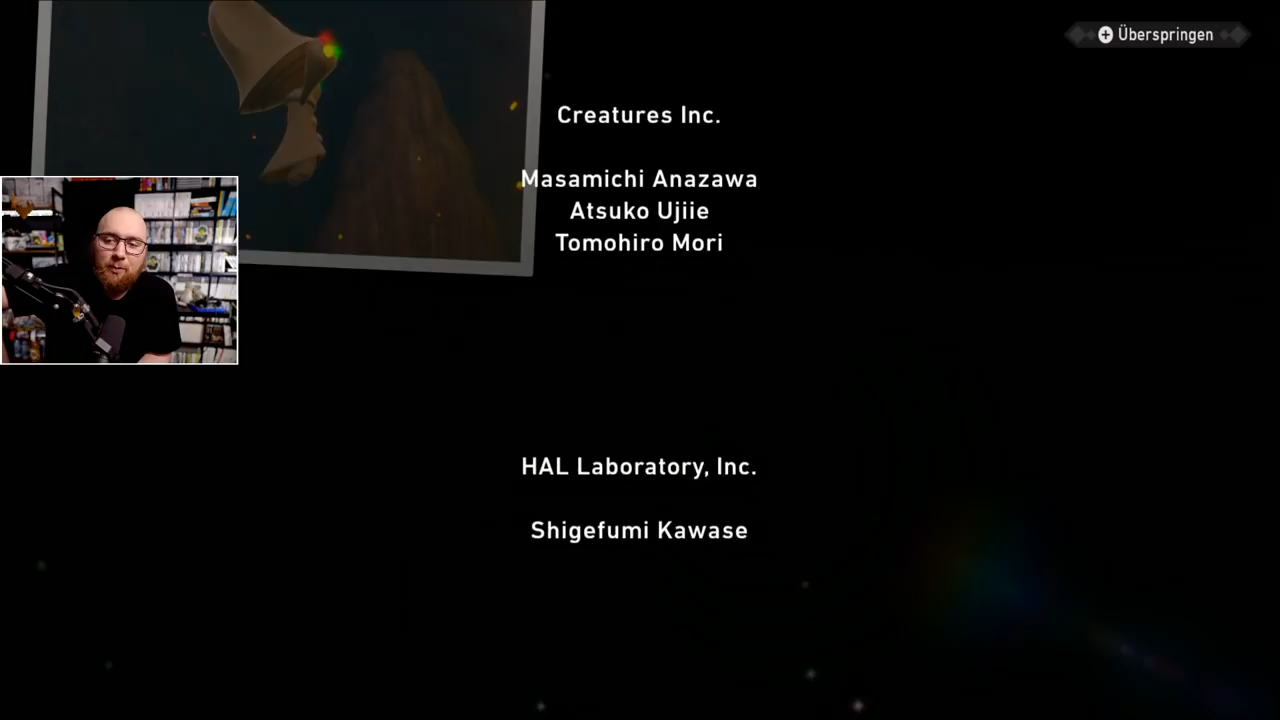 Überspringen
Creatures Inc.
Masamichi Anazawa
Atsuko Ujiie
Tomohiro Mori
HAL Laboratory, Inc.
Shigefumi Kawase